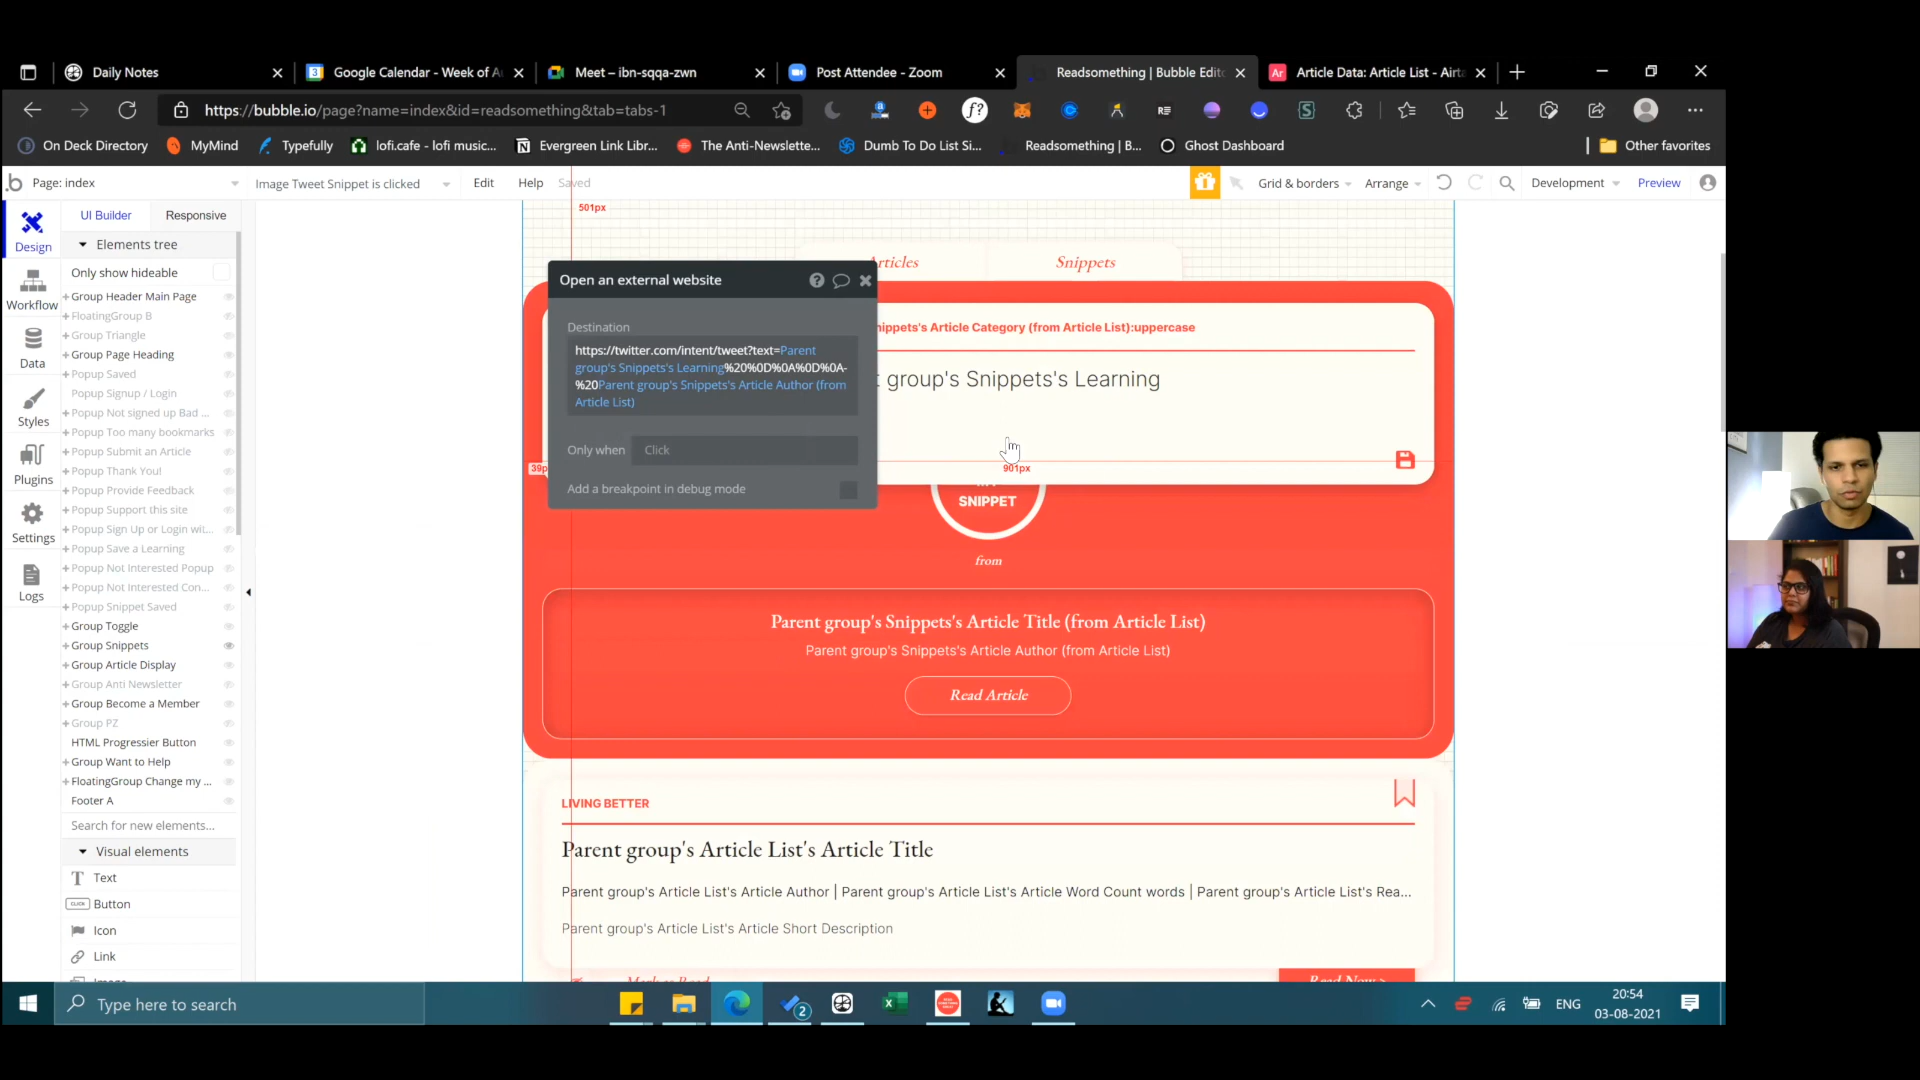 Daily Notes
Google Calendar - Week of Au
Meet – ibn-sqqa-zwn
Post Attendee - Zoom
Readsomething | Bubble Edit
Article Data: Article List - Airta
https://bubble.io/page?name=index&id=readsomething&tab=tabs-1
On Deck Directory
MyMind
Typefully
lofi.cafe - lofi music...
Evergreen Link Libr...
The Anti-Newslette...
Dumb To Do List Si...
Readsomething | B...
Ghost Dashboard
Other favorites
Page: index
Image Tweet Snippet is clicked
Edit
Help
Saved
Grid & borders
Arrange
Development
Preview
Design
Workflow
Data
Styles
Plugins
Settings
Logs
UI Builder
Responsive
Elements tree
Only show hideable
Group Header Main Page
FloatingGroup B
Group Triangle
Group Page Heading
Popup Saved
Popup Signup / Login
Popup Not signed up Bad ...
Popup Too many bookmarks
Popup Submit an Article
Popup Thank You!
Popup Provide Feedback
Popup Support this site
Popup Sign Up or Login wit...
Popup Save a Learning
Popup Not Interested Popup
Popup Not Interested Con...
Popup Snippet Saved
Group Toggle
Group Snippets
Group Article Display
Group Anti Newsletter
Group Become a Member
Group PZ
HTML Progressier Button
Group Want to Help
FloatingGroup Change my ...
Footer A
Search for new elements...
Visual elements
Text
Button
Icon
Link
501px
Articles
Snippets
Open an external website
Destination
https://twitter.com/intent/tweet?text=Parent
group's Snippets's Learning%20%0D%0A%0D%0A-
%20Parent group's Snippets's Article Author (from
Article List)
Only when
Click
Add a breakpoint in debug mode
nippets's Article Category (from Article List):uppercase
t group's Snippets's Learning
39p
901px
SNIPPET
from
Parent group's Snippets's Article Title (from Article List)
Parent group's Snippets's Article Author (from Article List)
Read Article
LIVING BETTER
Parent group's Article List's Article Title
Parent group's Article List's Article Author | Parent group's Article List's Article Word Count words | Parent group's Article List's Rea...
Parent group's Article List's Article Short Description
Mark as Read
Read Now >
Type here to search
2
ENG
20:54
03-08-2021